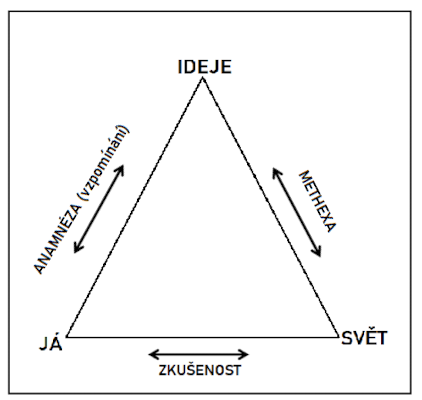 IDEJE
ANAMNÉZA (vzpomínání)
METHEXA
JÁ
SVĚT
ZKUŠENOST